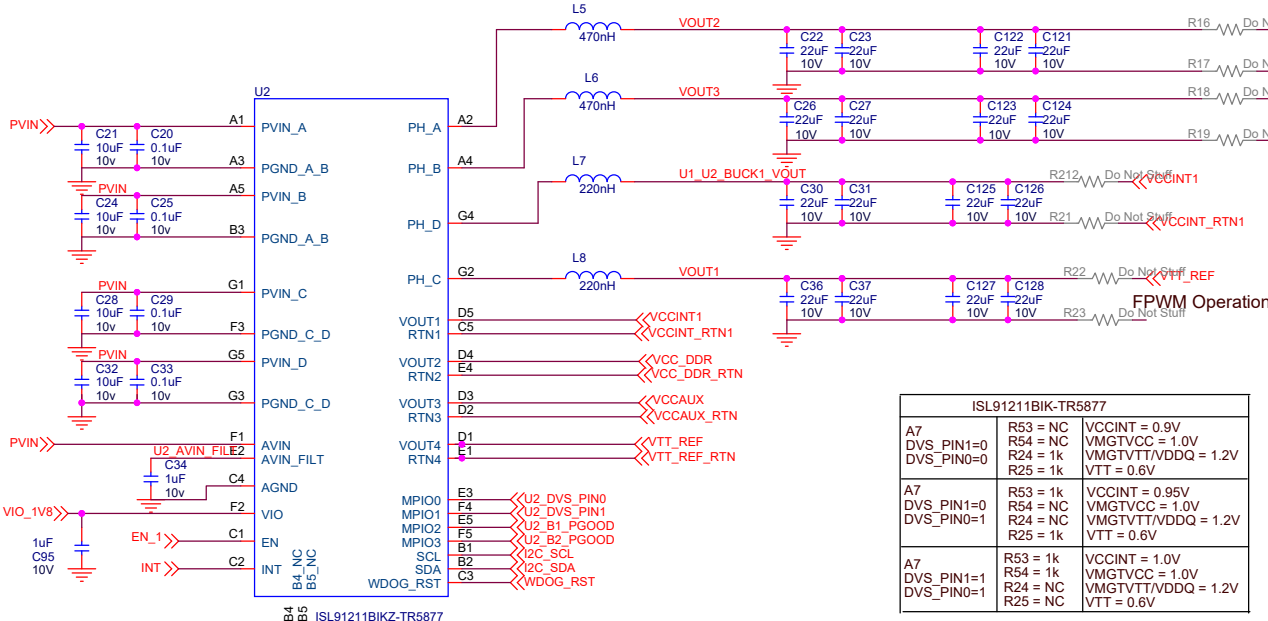 L5
470nH
VOUT2
R16
Do N
C22
22uF
10V
C23
22uF
10V
C122
22uF
10V
C121
22uF
10V
R17
Do N
L6
470nH
VOUT3
R18
Do N
C26
22uF
10V
C27
22uF
10V
C123
22uF
10V
C124
22uF
10V
R19
Do N
L7
220nH
U1_U2_BUCK1_VOUT
R212
Do Not Stuff
VCCINT1
C30
22uF
10V
C31
22uF
10V
C125
22uF
10V
C126
22uF
10V
R21
Do Not Stuff
VCCINT_RTN1
L8
220nH
VOUT1
R22
Do Not Stuff
VTT_REF
FPWM Operation
C36
22uF
10V
C37
22uF
10V
C127
22uF
10V
C128
22uF
10V
R23
Do Not Stuff
U2
PVIN
A1
PVIN_A
C21
10uF
10v
C20
0.1uF
10v
A3
PGND_A_B
PVIN
A5
PVIN_B
C24
10uF
10v
C25
0.1uF
10v
B3
PGND_A_B
PVIN
G1
PVIN_C
C28
10uF
10v
C29
0.1uF
10v
F3
PGND_C_D
PVIN
G5
PVIN_D
C32
10uF
10v
C33
0.1uF
10v
G3
PGND_C_D
PVIN
F1
AVIN
U2_AVIN_FILT
E2
AVIN_FILT
C34
1uF
10v
C4
AGND
VIO_1V8
F2
VIO
1uF
C95
10V
EN_1
C1
EN
INT
C2
INT
B4_NC
B5_NC
B4
B5
ISL91211BIKZ-TR5877
PH_A
A2
PH_B
A4
PH_D
G4
PH_C
G2
VOUT1
D5
VCCINT1
RTN1
C5
VCCINT_RTN1
VOUT2
D4
VCC_DDR
RTN2
E4
VCC_DDR_RTN
VOUT3
D3
VCCAUX
RTN3
D2
VCCAUX_RTN
VOUT4
D1
VTT_REF
RTN4
E1
VTT_REF_RTN
MPIO0
E3
U2_DVS_PIN0
MPIO1
F4
U2_DVS_PIN1
MPIO2
E5
U2_B1_PGOOD
MPIO3
F5
U2_B2_PGOOD
SCL
B1
I2C_SCL
SDA
B2
I2C_SDA
WDOG_RST
C3
WDOG_RST
ISL91211BIK-TR5877
A7
DVS_PIN1=0
DVS_PIN0=0
R53 = NC
R54 = NC
R24 = 1k
R25 = 1k
VCCINT = 0.9V
VMGTVCC = 1.0V
VMGTVTT/VDDQ = 1.2V
VTT = 0.6V
A7
DVS_PIN1=0
DVS_PIN0=1
R53 = 1k
R54 = NC
R24 = NC
R25 = 1k
VCCINT = 0.95V
VMGTVCC = 1.0V
VMGTVTT/VDDQ = 1.2V
VTT = 0.6V
A7
DVS_PIN1=1
DVS_PIN0=1
R53 = 1k
R54 = 1k
R24 = NC
R25 = NC
VCCINT = 1.0V
VMGTVCC = 1.0V
VMGTVTT/VDDQ = 1.2V
VTT = 0.6V